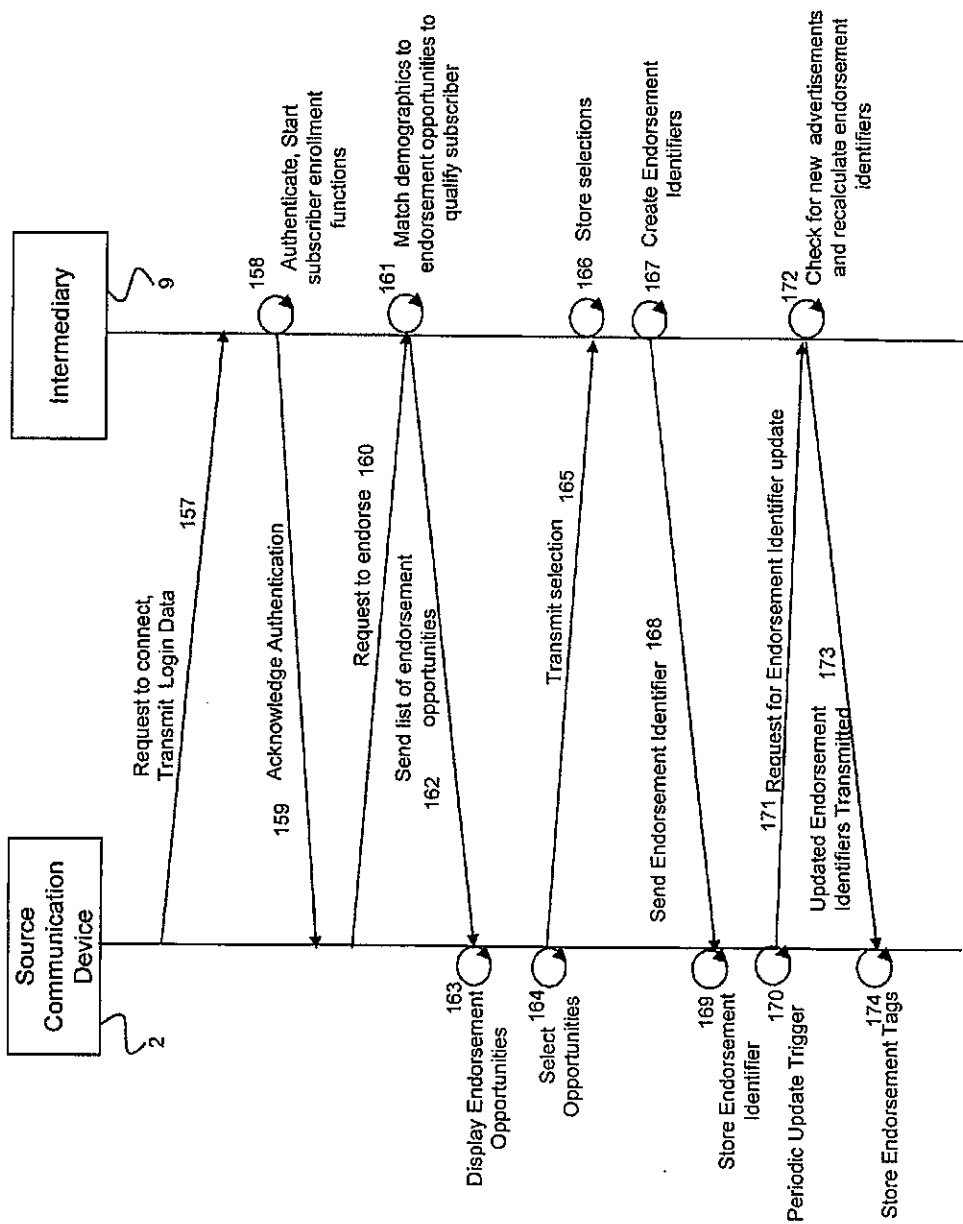 Source
Communication
Device
2
Intermediary
9
Request to connect,
Transmit Login Data
157
158
Authenticate, Start
subscriber enrollment
functions
159
Acknowledge Authentication
Request to endorse 160
161
Match demographics to
endorsement opportunities to
qualify subscriber
Send list of endorsement
opportunities
162
163
Display Endorsement
Opportunities
164
Select
Opportunities
Transmit selection
165
166 Store selections
167 Create Endorsement
Identifiers
Send Endorsement Identifier 168
169
Store Endorsement
Identifier
170
Periodic Update Trigger
171 Request for Endorsement Identifier update
172
Check for new advertisements
and recalculate endorsement
identifiers
Updated Endorsement
Identifiers Transmitted
173
174
Store Endorsement Tags